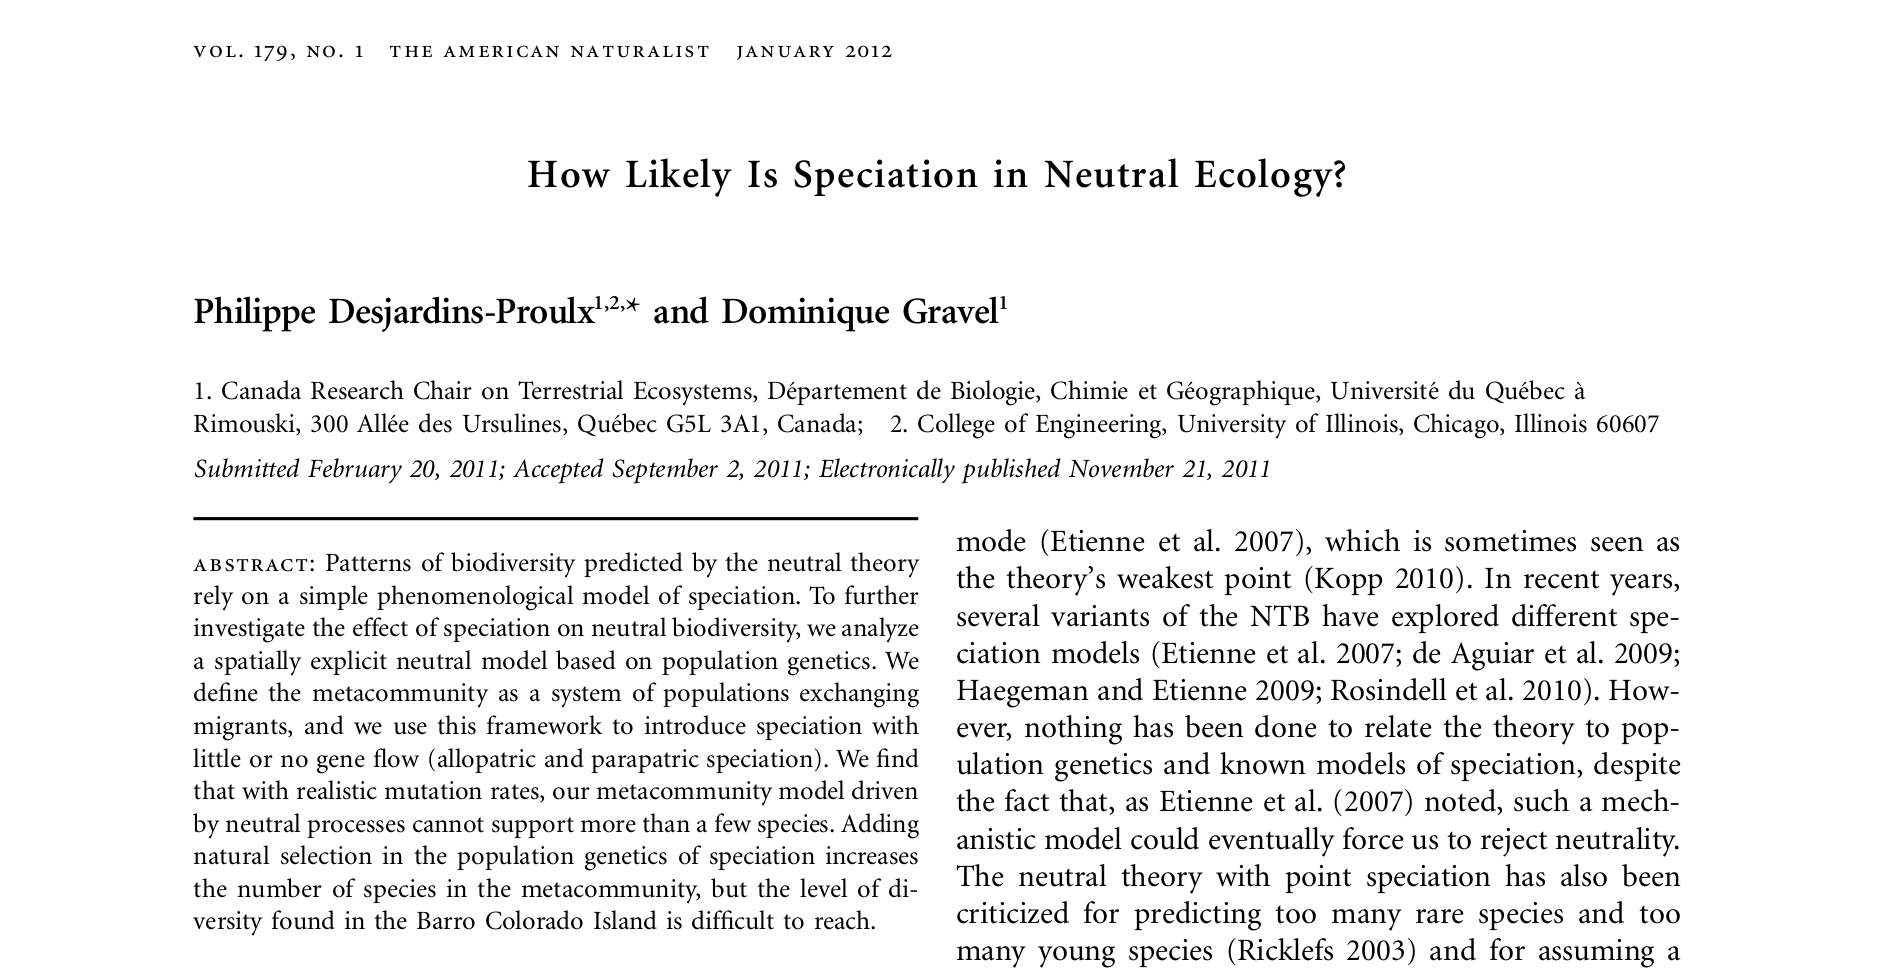 VOL. 179, NO. 1 THE AMERICAN NATURALIST JANUARY 2012
How Likely Is Speciation in Neutral Ecology?
Philippe Desjardins-Proulx1,2,* and Dominique Gravel1
1. Canada Research Chair on Terrestrial Ecosystems, Département de Biologie, Chimie et Géographique, Université du Québec à
Rimouski, 300 Allée des Ursulines, Québec G5L 3A1, Canada; 2. College of Engineering, University of Illinois, Chicago, Illinois 60607
Submitted February 20, 2011; Accepted September 2, 2011; Electronically published November 21, 2011
ABSTRACT: Patterns of biodiversity predicted by the neutral theory
rely on a simple phenomenological model of speciation. To further
investigate the effect of speciation on neutral biodiversity, we analyze
a spatially explicit neutral model based on population genetics. We
define the metacommunity as a system of populations exchanging
migrants, and we use this framework to introduce speciation with
little or no gene flow (allopatric and parapatric speciation). We find
that with realistic mutation rates, our metacommunity model driven
by neutral processes cannot support more than a few species. Adding
natural selection in the population genetics of speciation increases
the number of species in the metacommunity, but the level of di-
versity found in the Barro Colorado Island is difficult to reach.
mode (Etienne et al. 2007), which is sometimes seen as
the theory's weakest point (Kopp 2010). In recent years,
several variants of the NTB have explored different spe-
ciation models (Etienne et al. 2007; de Aguiar et al. 2009;
Haegeman and Etienne 2009; Rosindell et al. 2010). How-
ever, nothing has been done to relate the theory to pop-
ulation genetics and known models of speciation, despite
the fact that, as Etienne et al. (2007) noted, such a mech-
anistic model could eventually force us to reject neutrality.
The neutral theory with point speciation has also been
criticized for predicting too many rare species and too
many young species (Ricklefs 2003) and for assuming a